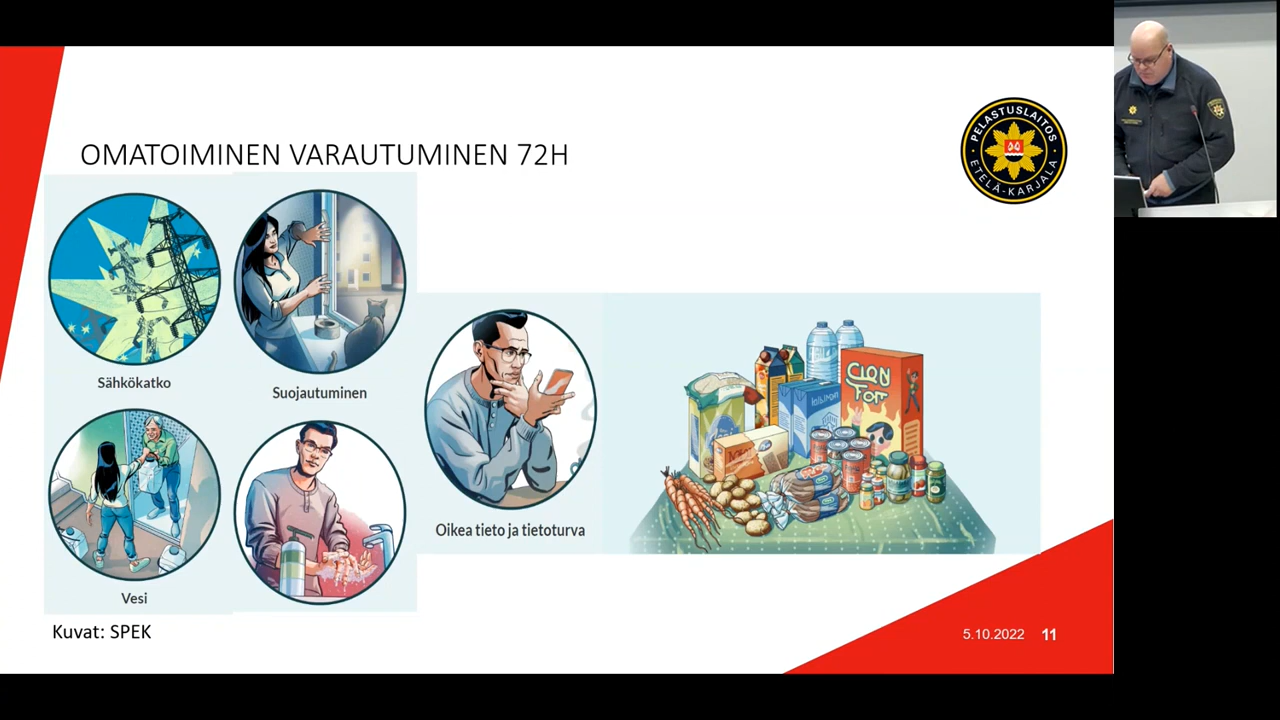 OMATOIMINEN VARAUTUMINEN 72H
PELASTUSLAITOS
ETELÄ-KARJALA
Sähkökatko
Suojautuminen
Oikea tieto ja tietoturva
Vesi
Kuvat: SPEK
5.10.2022 11